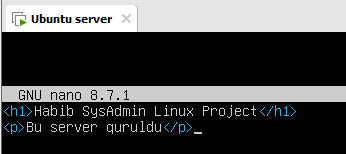 Ubuntu server
GNU nano 8.7.1
<h1>Habib SysAdmin Linux Project</h1>
<p>Bu server quruldu</p>